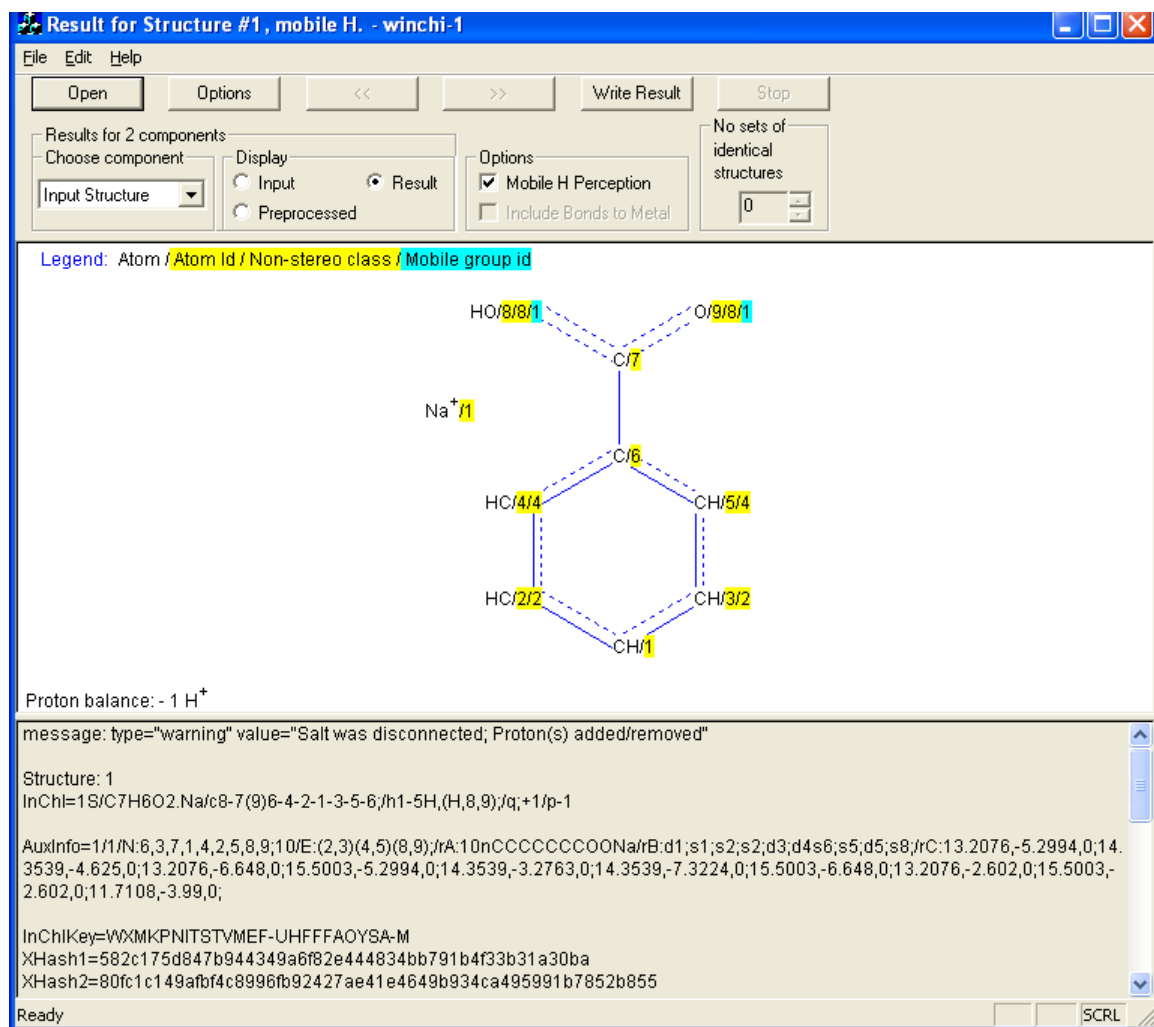 Result for Structure #1, mobile H. - winchi-1
File Edit Help
Open Options << >> Write Result Stop
Results for 2 components
Choose component
Input Structure
Display
Input Result
Preprocessed
Options
Mobile H Perception
Include Bonds to Metal
No sets of
identical
structures
0
Legend: Atom / Atom Id / Non-stereo class / Mobile group id
HO/8/8/1 O/9/8/1
C/7
Na+/1
C/6
HC/4/4 CH/5/4
HC/2/2 CH/3/2
CH/1
Proton balance: - 1 H+
message: type="warning" value="Salt was disconnected; Proton(s) added/removed"
Structure: 1
InChI=1S/C7H6O2.Na/c8-7(9)6-4-2-1-3-5-6;/h1-5H,(H,8,9);/q;+1/p-1
AuxInfo=1/1/N:6,3,7,1,4,2,5,8,9;10/E:(2,3)(4,5)(8,9);/rA:10nCCCCCCCOONa/rB:d1;s1;s2;s2;d3;d4s6;s5;d5;s8;/rC:13.2076,-5.2994,0;14.
3539,-4.625,0;13.2076,-6.648,0;15.5003,-5.2994,0;14.3539,-3.2763,0;14.3539,-7.3224,0;15.5003,-6.648,0;13.2076,-2.602,0;15.5003,-
2.602,0;11.7108,-3.99,0;
InChIKey=WXMKPNITSTVMEF-UHFFFAOYSA-M
XHash1=582c175d847b944349a6f82e444834bb791b4f33b31a30ba
XHash2=80fc1c149afbf4c8996fb92427ae41e4649b934ca495991b7852b855
Ready SCRL